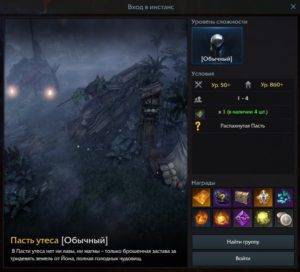 Вход в инстанс
Уровень сложности
[Обычный]
Условия
Ур. 50+
Ур. 860+
1 - 4
x 1 (в наличии 4 шт.)
Распахнутая Пасть
Награды
Пасть утеса [Обычный]
В Пасти утеса нет ни лавы, ни магмы – только брошенная застава за
тридевять земель от Йона, полная голодных чудовищ.
Найти группу
Войти